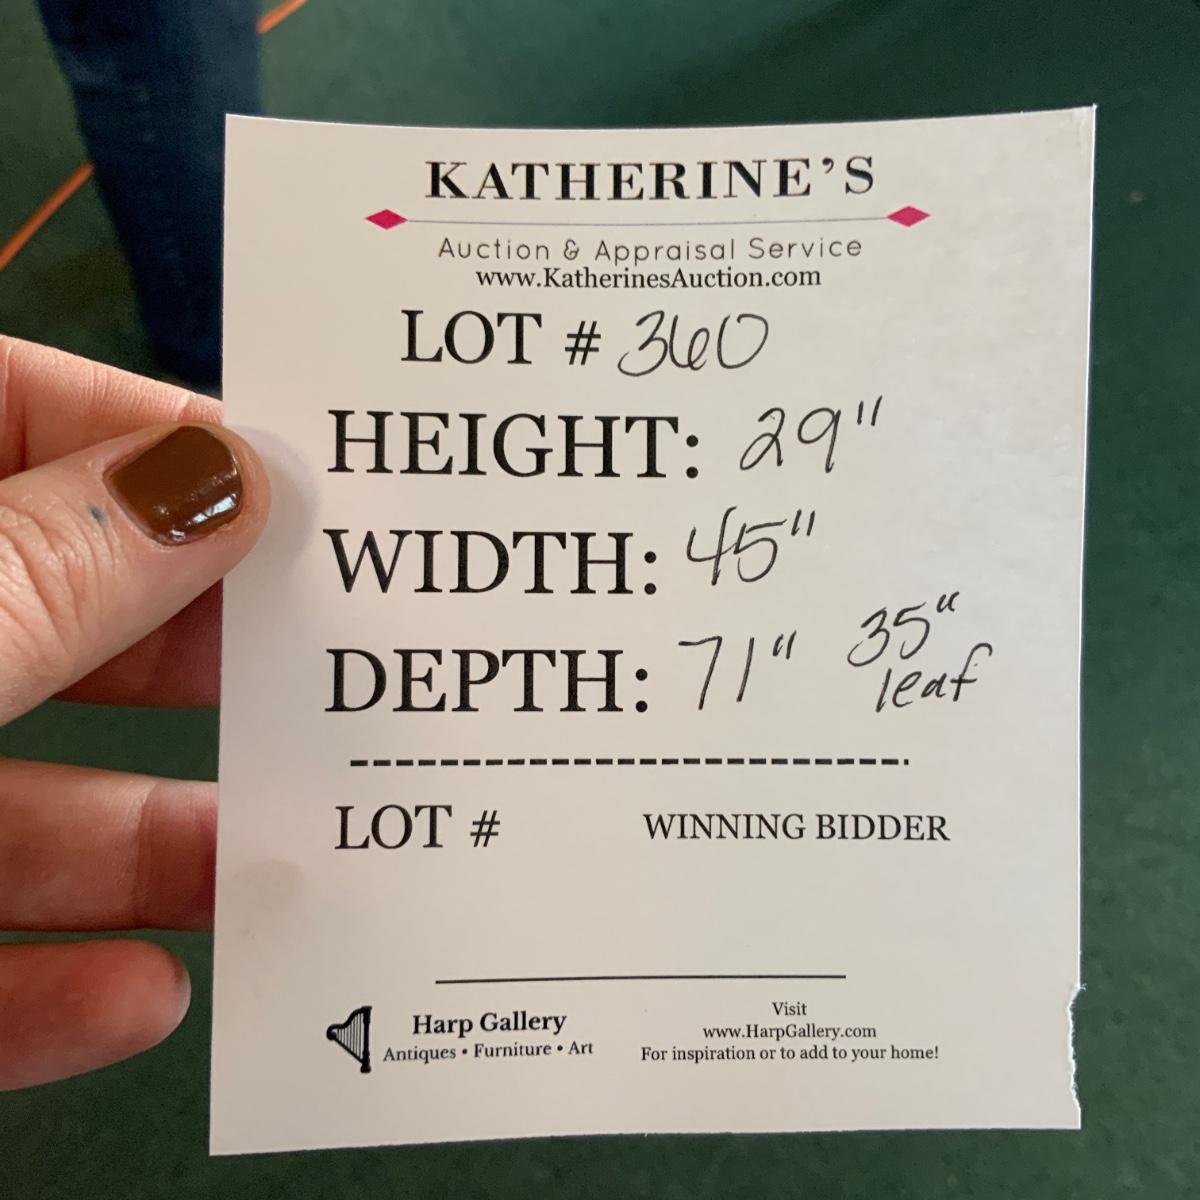 KATHERINE'S
Auction & Appraisal Service
www.KatherinesAuction.com
LOT # 360
HEIGHT: 29"
WIDTH: 45"
DEPTH: 71" 35"
leaf
LOT # WINNING BIDDER
Harp Gallery
Antiques • Furniture • Art
Visit
www.HarpGallery.com
For inspiration or to add to your home!